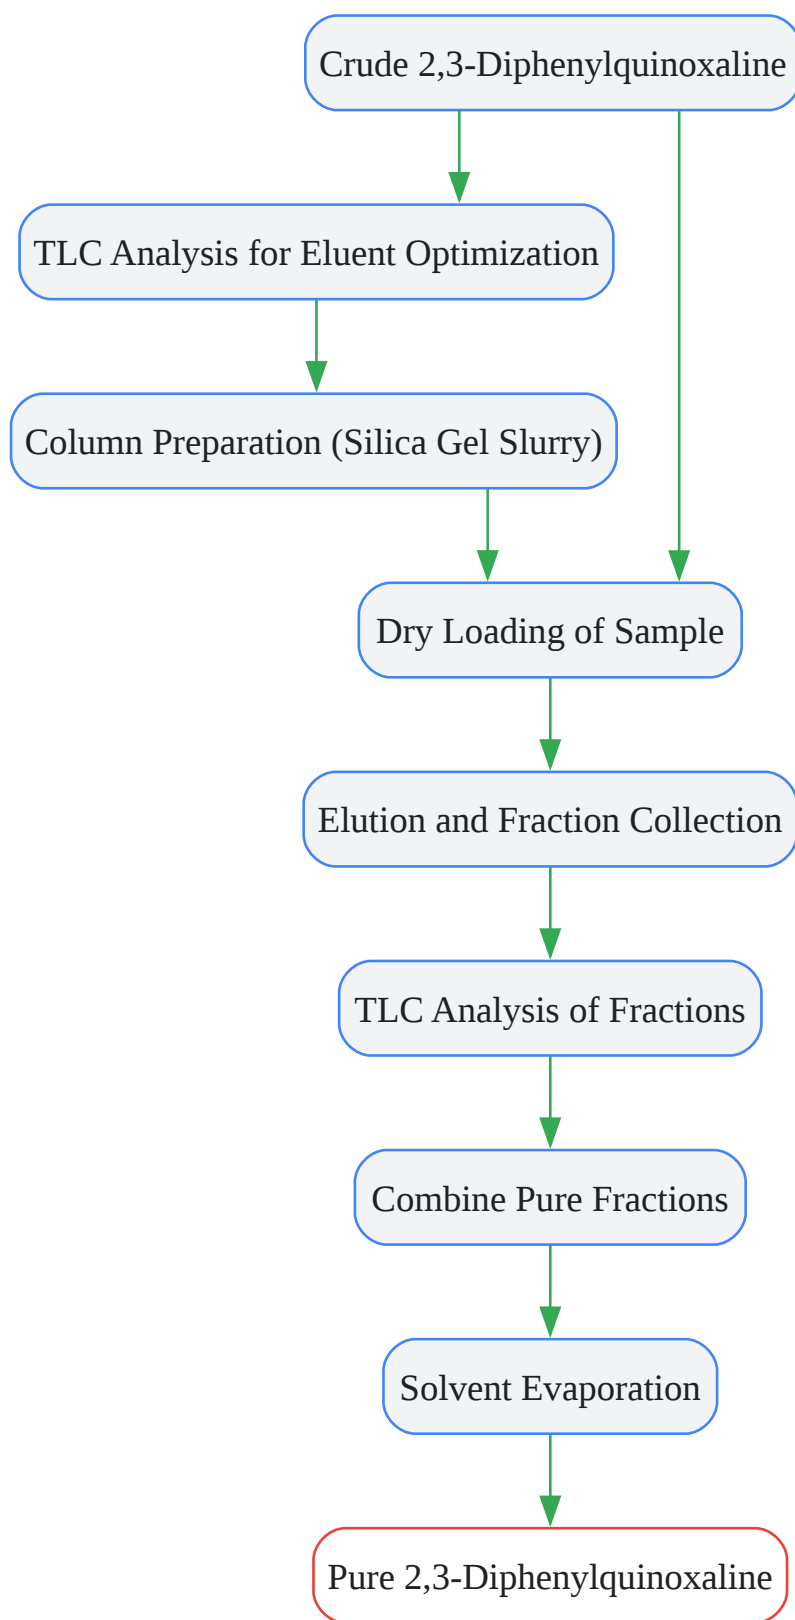 Crude 2,3-Diphenylquinoxaline
TLC Analysis for Eluent Optimization
Column Preparation (Silica Gel Slurry)
Dry Loading of Sample
Elution and Fraction Collection
TLC Analysis of Fractions
Combine Pure Fractions
Solvent Evaporation
Pure 2,3-Diphenylquinoxaline